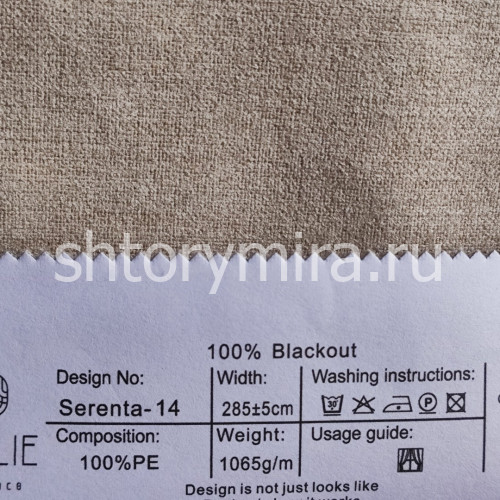 shtorymira.ru
100% Blackout
Design No:
Serenta-14
Width:
285±5cm
Washing instructions:
30
P
LIE
Composition:
100%PE
Weight:
1065g/m
Usage guide:
Design is not just looks like